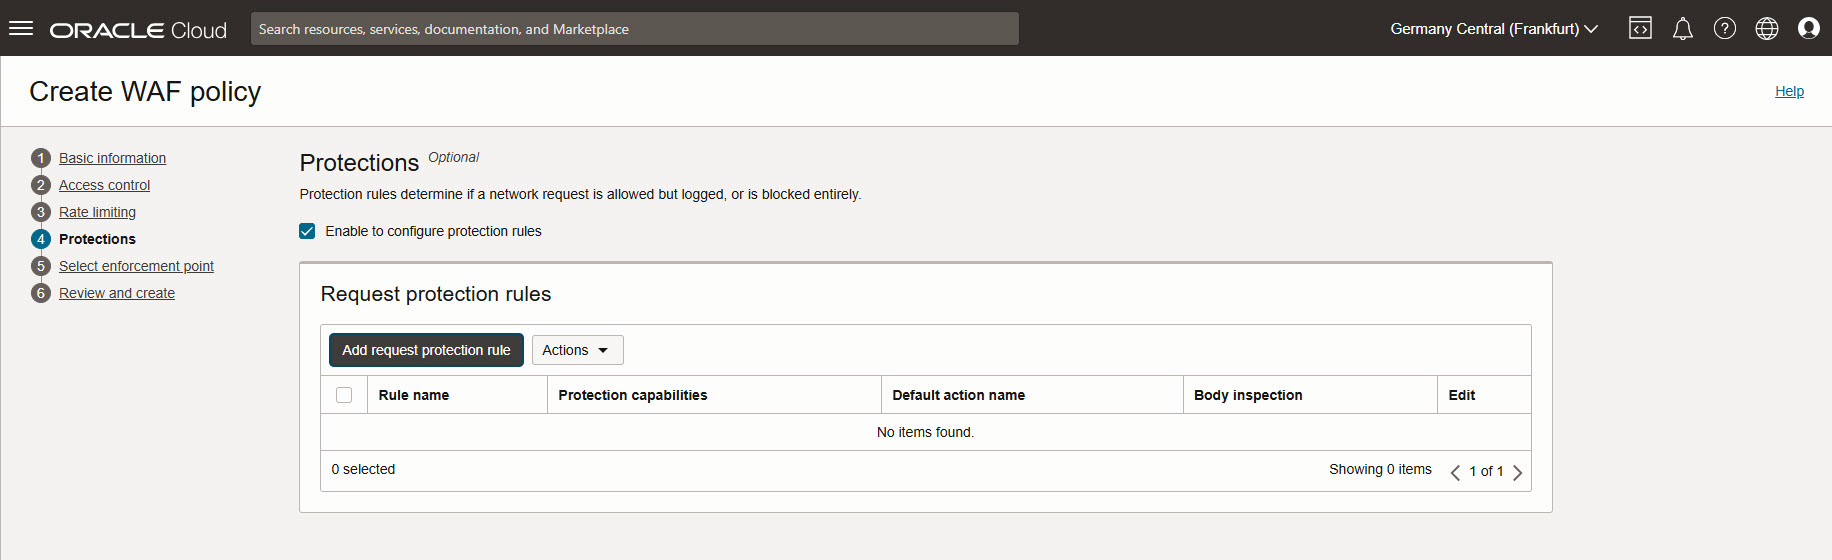 ORACLE Cloud
Search resources, services, documentation, and Marketplace
Germany Central (Frankfurt)
Create WAF policy
Help
1 Basic information
2 Access control
3 Rate limiting
4 Protections
5 Select enforcement point
6 Review and create
Protections Optional
Protection rules determine if a network request is allowed but logged, or is blocked entirely.
Enable to configure protection rules
Request protection rules
Add request protection rule Actions
Rule name Protection capabilities Default action name Body inspection Edit
No items found.
0 selected Showing 0 items 1 of 1